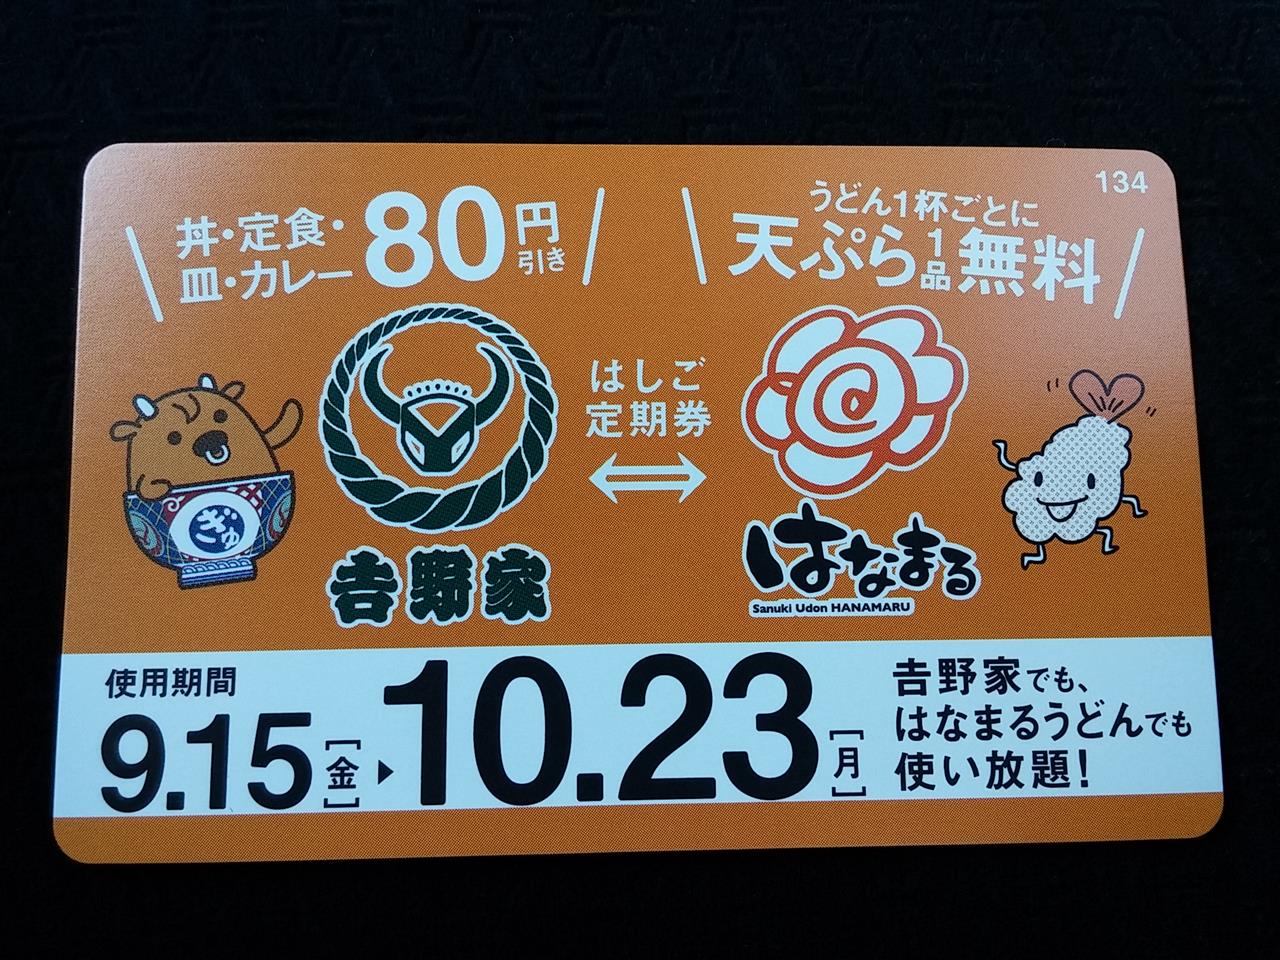 134
丼・定食・
皿・カレー
80円引き
うどん1杯ごとに
天ぷら1品無料
はしご
定期券
ぎゅ
吉野家
はなまる
Sanuki Udon HANAMARU
使用期間
9.15[金]▶10.23[月]
吉野家でも、
はなまるうどんでも
使い放題!